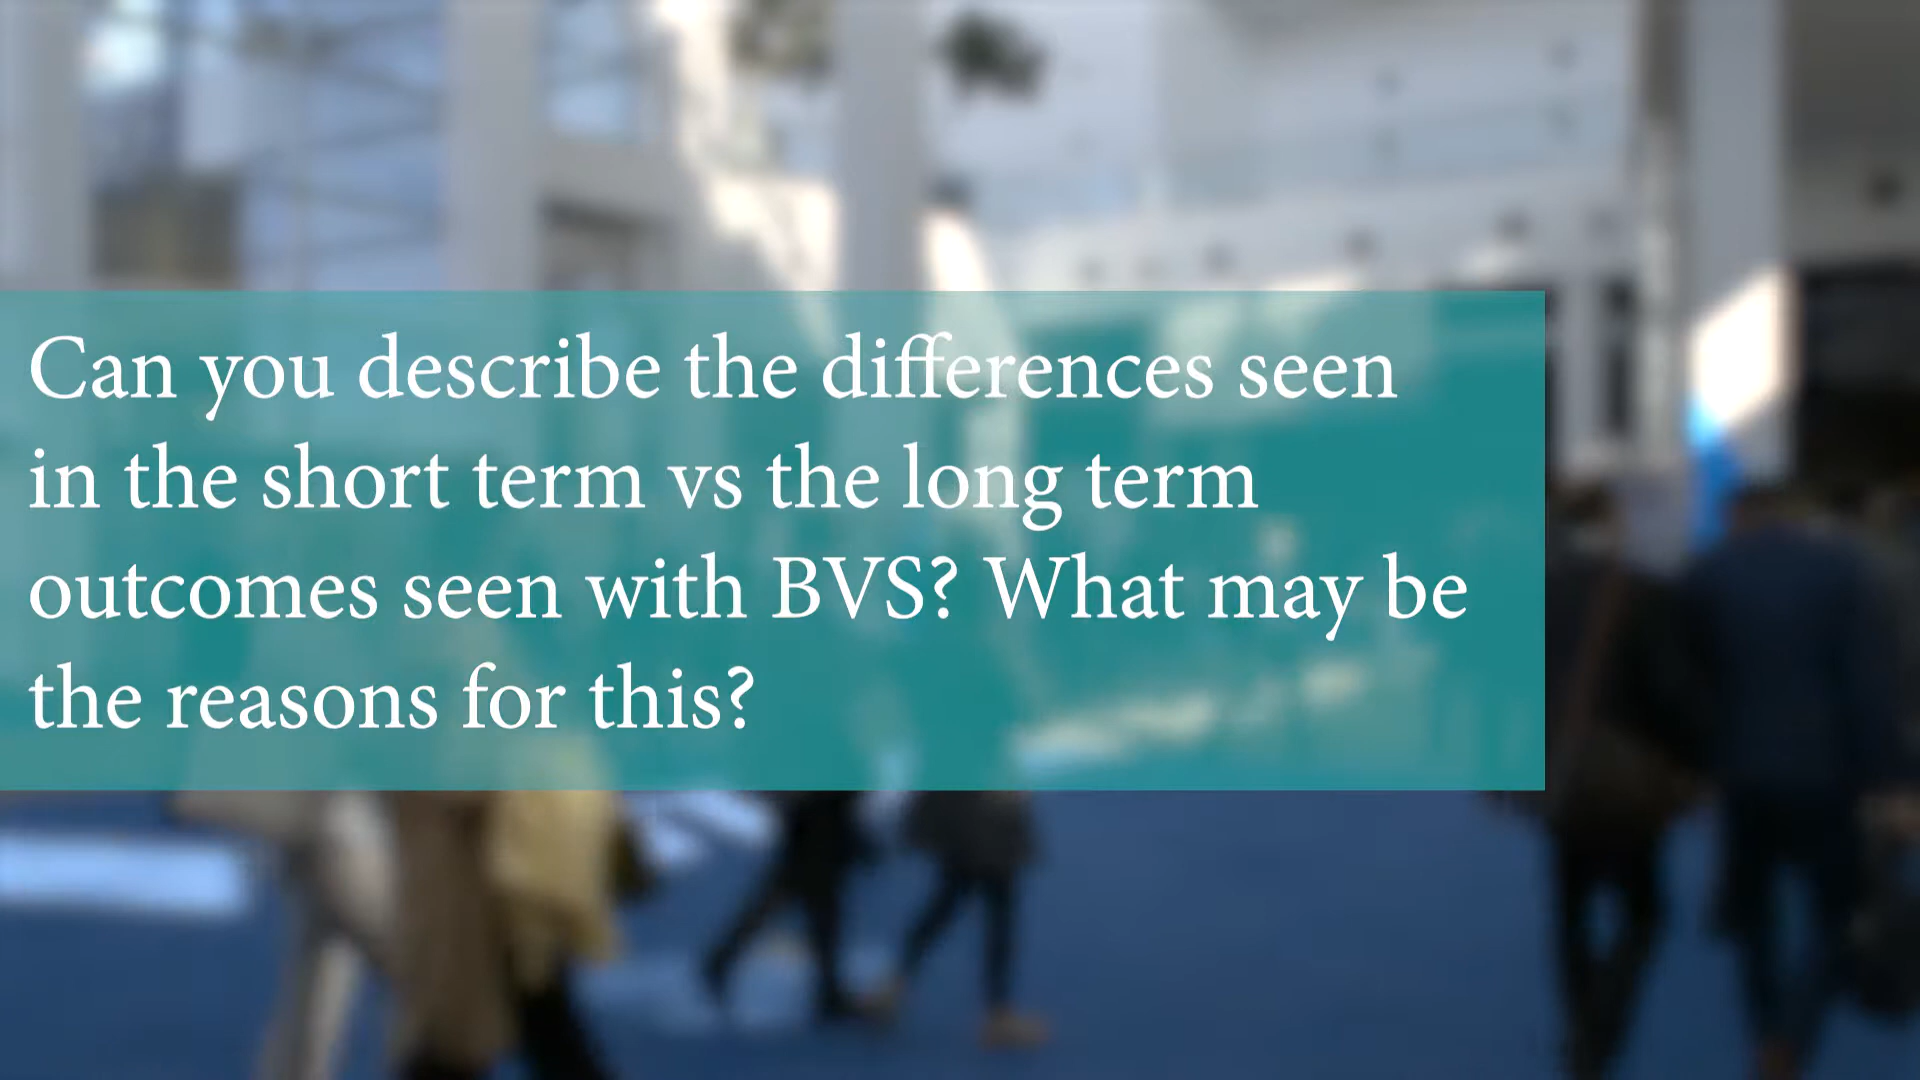 Can you describe the differences seen
in the short term vs the long term
outcomes seen with BVS? What may be
the reasons for this?